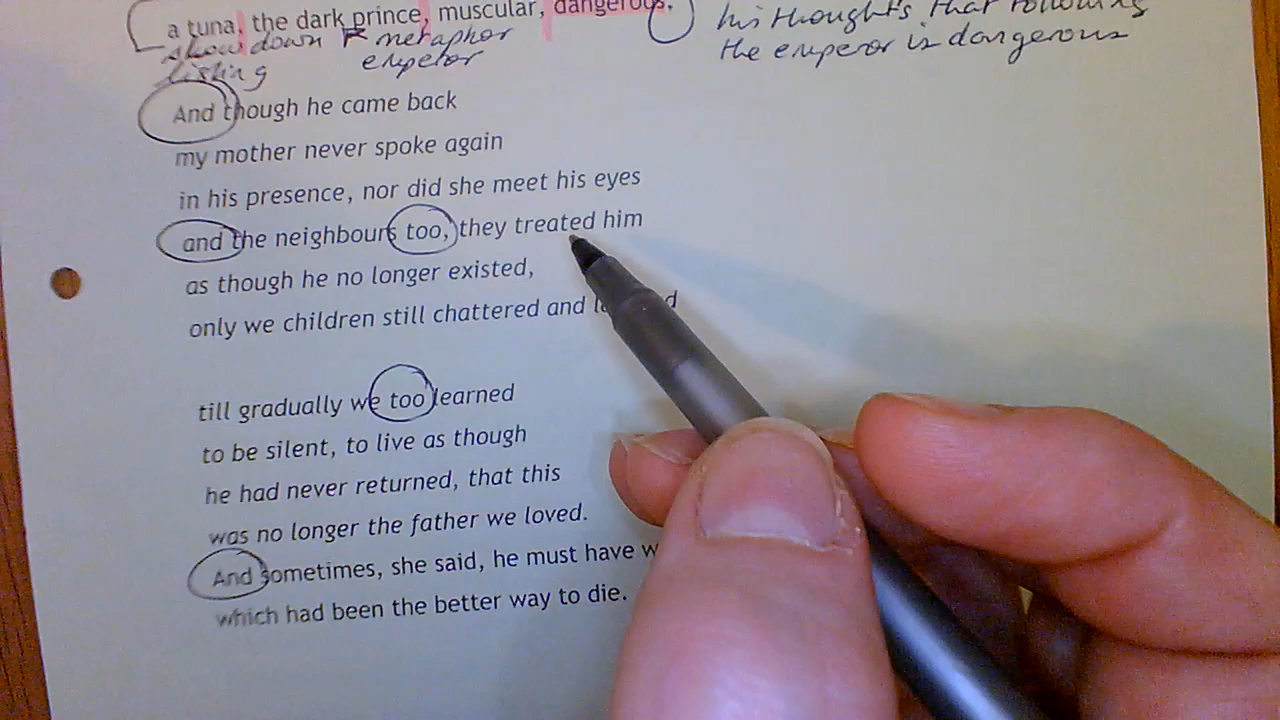 a tuna, the dark prince, muscular, dangerous.
his thoughts that following
the emperor is dangerous
show down metaphor
listing emperor
And though he came back
my mother never spoke again
in his presence, nor did she meet his eyes
and the neighbours too, they treated him
as though he no longer existed,
only we children still chattered and
till gradually we too learned
to be silent, to live as though
he had never returned, that this
was no longer the father we loved.
And sometimes, she said, he must have
which had been the better way to die.